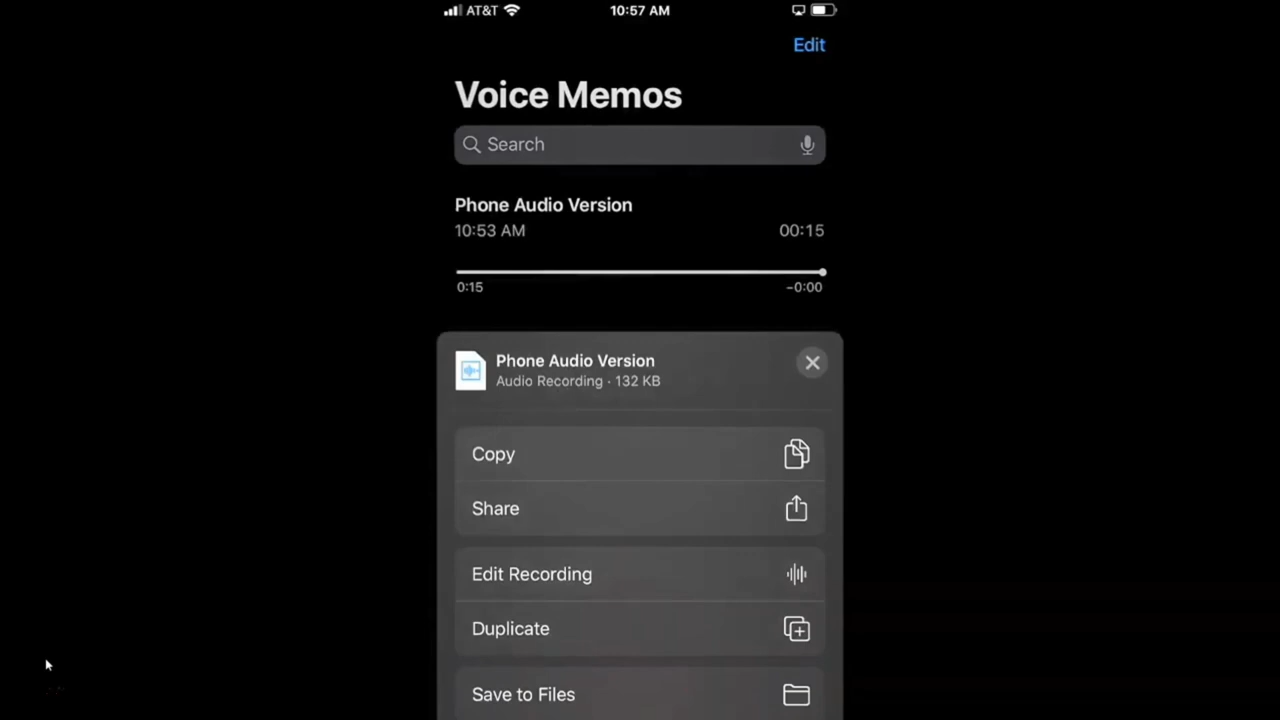 AT&T 10:57 AM
Edit
Voice Memos
Search
Phone Audio Version
10:53 AM 00:15
0:15 −0:00
Phone Audio Version
Audio Recording · 132 KB
Copy
Share
Edit Recording
Duplicate
Save to Files